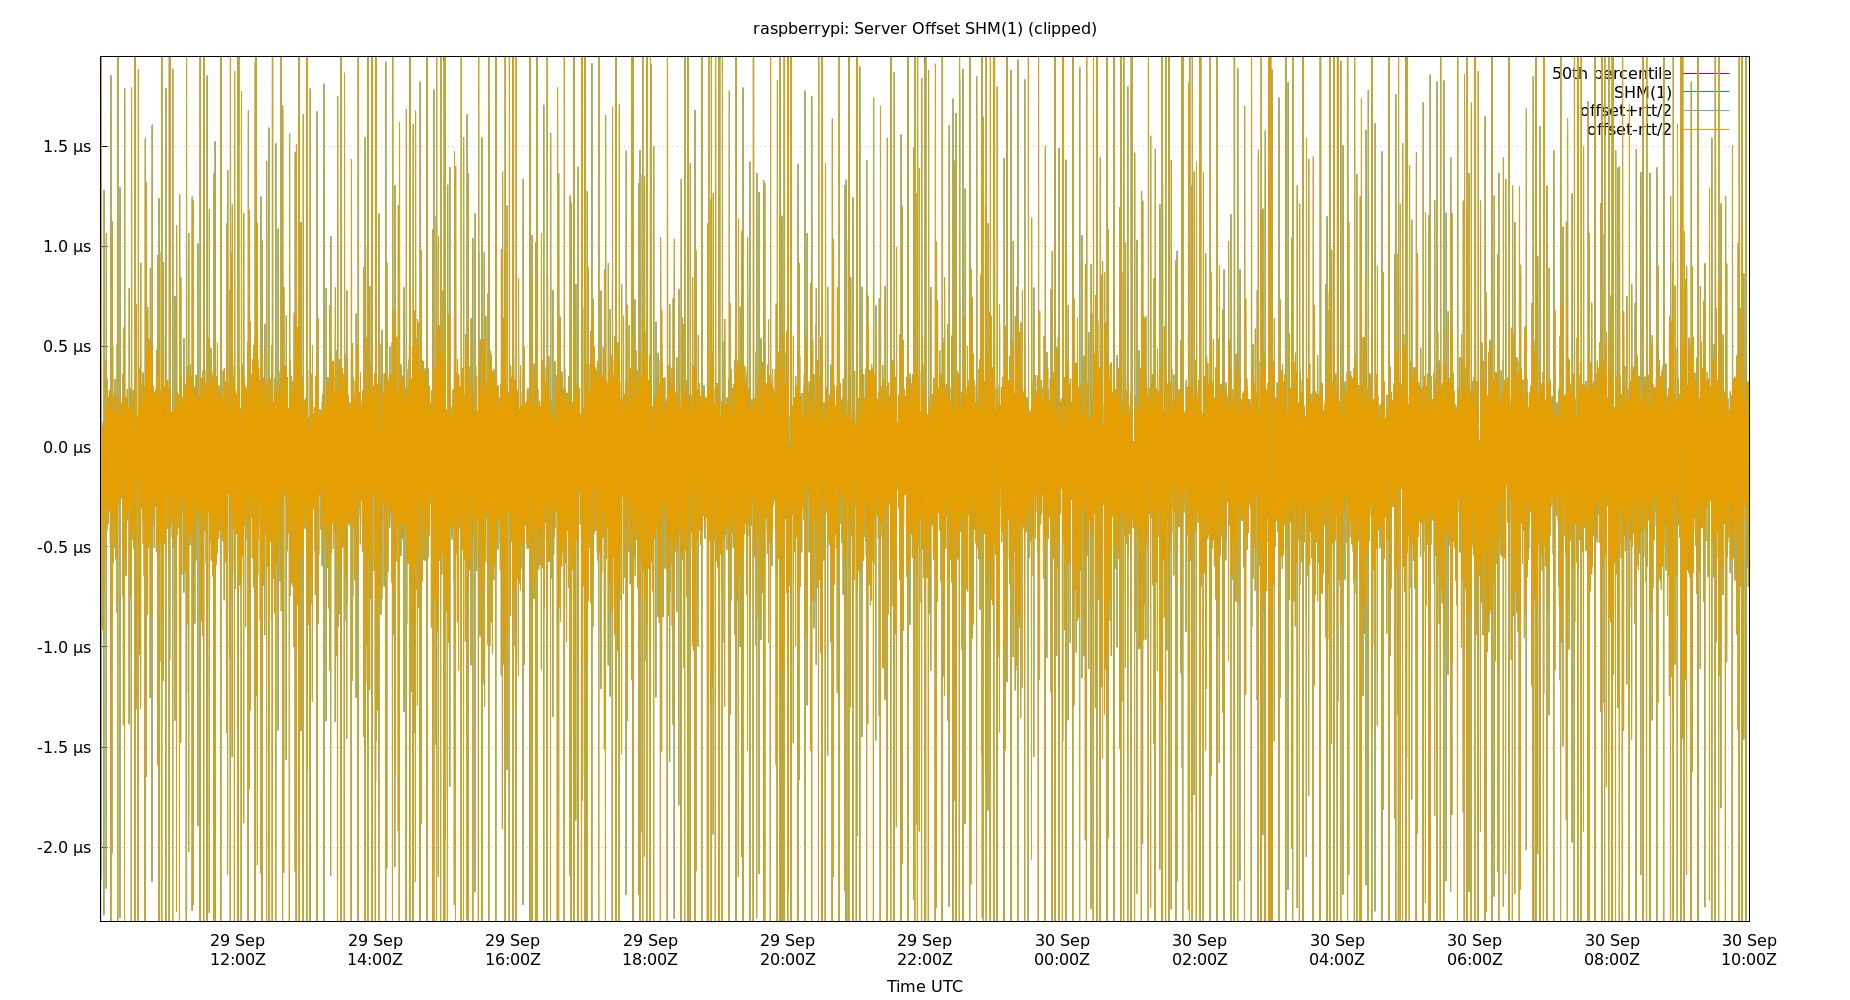 raspberrypi: Server Offset SHM(1) (clipped)
50th percentile
SHM(1)
offset+rtt/2
offset-rtt/2
1.5 µs
1.0 µs
0.5 µs
0.0 µs
-0.5 µs
-1.0 µs
-1.5 µs
-2.0 µs
29 Sep 29 Sep 29 Sep 29 Sep 29 Sep 29 Sep 30 Sep 30 Sep 30 Sep 30 Sep 30 Sep 30 Sep
12:00Z 14:00Z 16:00Z 18:00Z 20:00Z 22:00Z 00:00Z 02:00Z 04:00Z 06:00Z 08:00Z 10:00Z
Time UTC